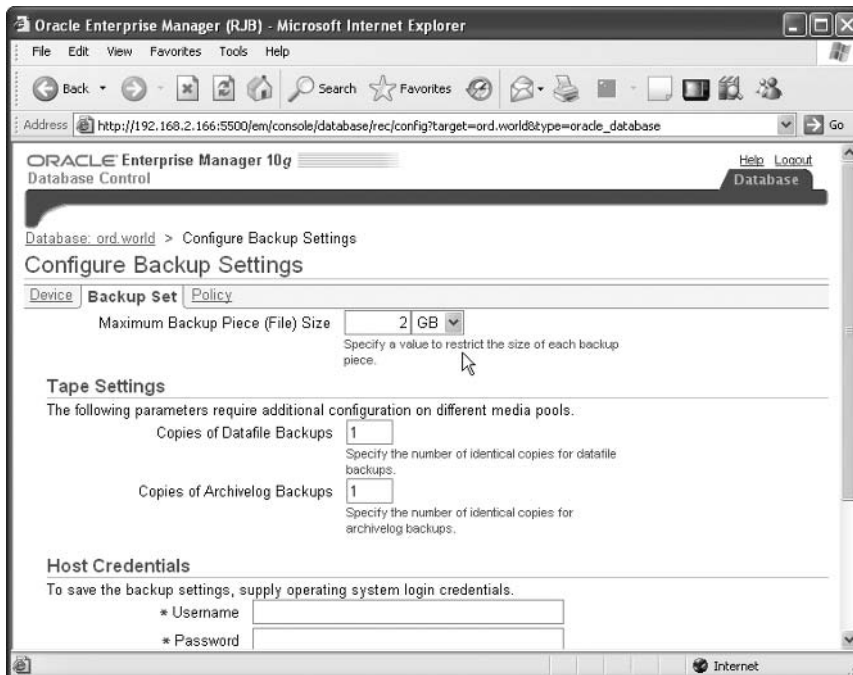 Oracle Enterprise Manager (RJB) - Microsoft Internet Explorer
File Edit View Favorites Tools Help
Back Search Favorites
Address http://192.168.2.166:5500/em/console/database/rec/config?target=ord.world&type=oracle_database Go
ORACLE Enterprise Manager 10g
Help Logout
Database Control
Database
Database: ord.world > Configure Backup Settings
Configure Backup Settings
Device Backup Set Policy
Maximum Backup Piece (File) Size 2 GB
Specify a value to restrict the size of each backup
piece.
Tape Settings
The following parameters require additional configuration on different media pools.
Copies of Datafile Backups 1
Specify the number of identical copies for datafile
backups.
Copies of Archivelog Backups 1
Specify the number of identical copies for
archivelog backups.
Host Credentials
To save the backup settings, supply operating system login credentials.
* Username
* Password
Internet